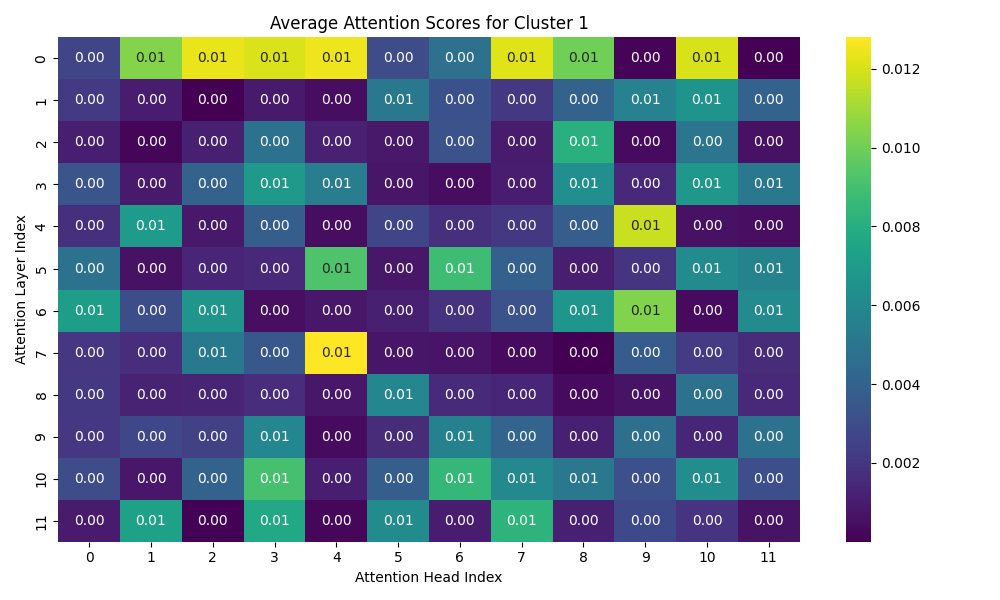 Average Attention Scores for Cluster 1
0 0.00 0.01 0.01 0.01 0.01 0.00 0.00 0.01 0.01 0.00 0.01 0.00
1 0.00 0.00 0.00 0.00 0.00 0.01 0.00 0.00 0.00 0.01 0.01 0.00
2 0.00 0.00 0.00 0.00 0.00 0.00 0.00 0.00 0.01 0.00 0.00 0.00
3 0.00 0.00 0.00 0.01 0.01 0.00 0.00 0.00 0.01 0.00 0.01 0.01
4 0.00 0.01 0.00 0.00 0.00 0.00 0.00 0.00 0.00 0.01 0.00 0.00
5 0.00 0.00 0.00 0.00 0.01 0.00 0.01 0.00 0.00 0.00 0.01 0.01
6 0.01 0.00 0.01 0.00 0.00 0.00 0.00 0.00 0.01 0.01 0.00 0.01
7 0.00 0.00 0.01 0.00 0.01 0.00 0.00 0.00 0.00 0.00 0.00 0.00
8 0.00 0.00 0.00 0.00 0.00 0.01 0.00 0.00 0.00 0.00 0.00 0.00
9 0.00 0.00 0.00 0.01 0.00 0.00 0.01 0.00 0.00 0.00 0.00 0.00
10 0.00 0.00 0.00 0.01 0.00 0.00 0.01 0.01 0.01 0.00 0.01 0.00
11 0.00 0.01 0.00 0.01 0.00 0.01 0.00 0.01 0.00 0.00 0.00 0.00
0 1 2 3 4 5 6 7 8 9 10 11
Attention Head Index
Attention Layer Index
0.012
0.010
0.008
0.006
0.004
0.002